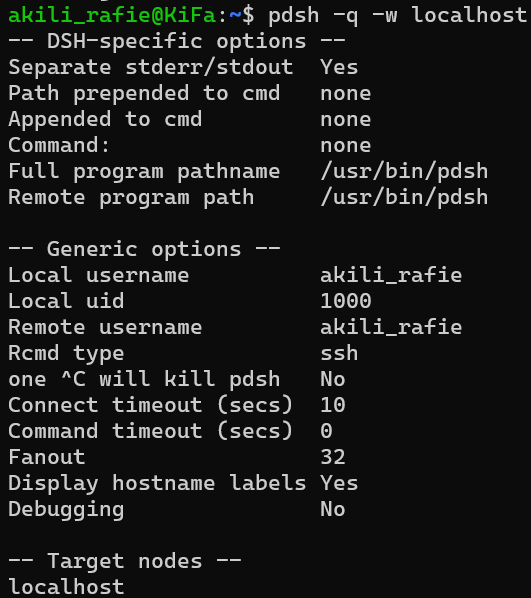 akili_rafie@KiFa:~$ pdsh -q -w localhost
-- DSH-specific options --
Separate stderr/stdout  Yes
Path prepended to cmd   none
Appended to cmd         none
Command:                none
Full program pathname   /usr/bin/pdsh
Remote program path     /usr/bin/pdsh

-- Generic options --
Local username          akili_rafie
Local uid               1000
Remote username         akili_rafie
Rcmd type               ssh
one ^C will kill pdsh   No
Connect timeout (secs)  10
Command timeout (secs)  0
Fanout                  32
Display hostname labels Yes
Debugging               No

-- Target nodes --
localhost